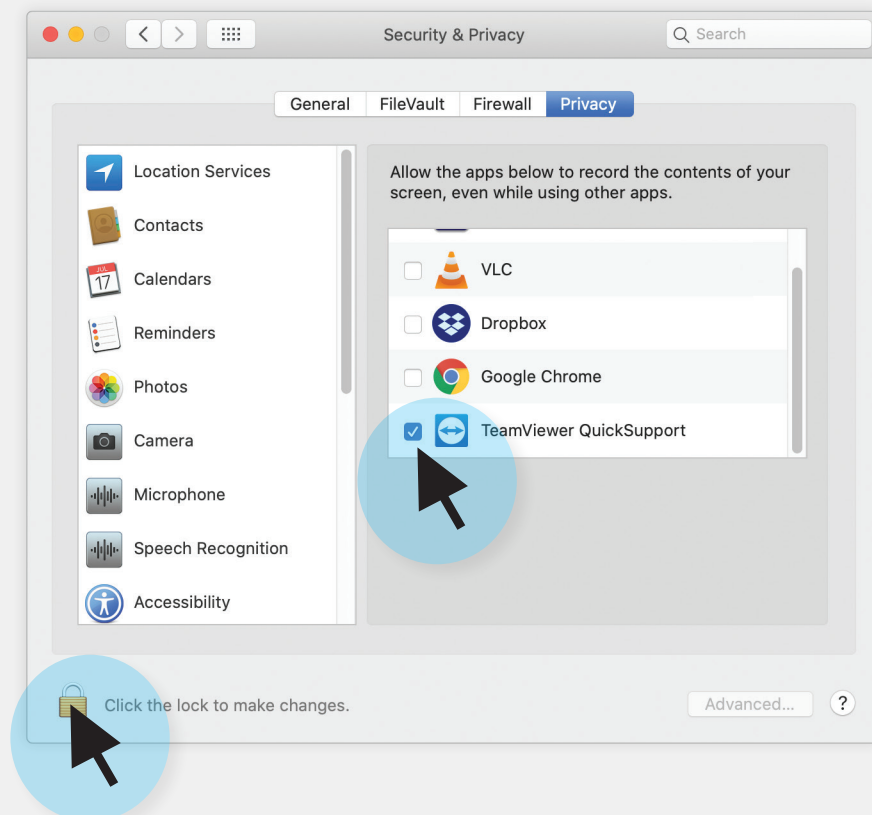 Security & Privacy
Search
General
FileVault
Firewall
Privacy
Location Services
Contacts
JUL
17
Calendars
Reminders
Photos
Camera
Microphone
Speech Recognition
Accessibility
Allow the apps below to record the contents of your
screen, even while using other apps.
VLC
Dropbox
Google Chrome
TeamViewer QuickSupport
Click the lock to make changes.
Advanced...
?